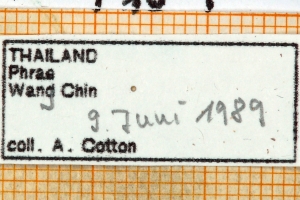 THAILAND
Phrae
Wang Chin
9. Juni 1989
coll. A. Cotton